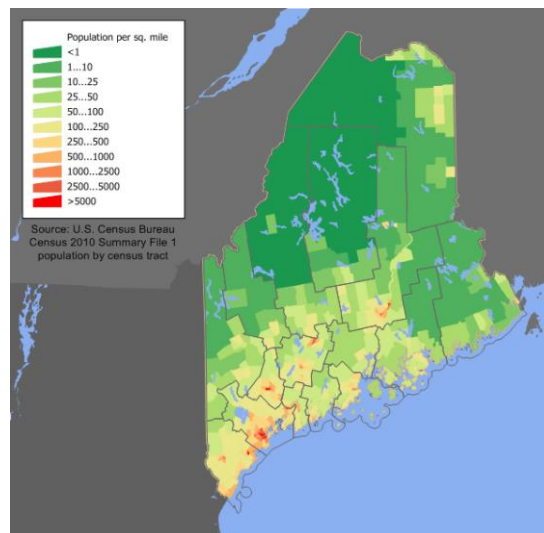 Population per sq. mile
<1
1...10
10...25
25...50
50...100
100...250
250...500
500...1000
1000...2500
2500...5000
>5000
Source: U.S. Census Bureau
Census 2010 Summary File 1
population by census tract